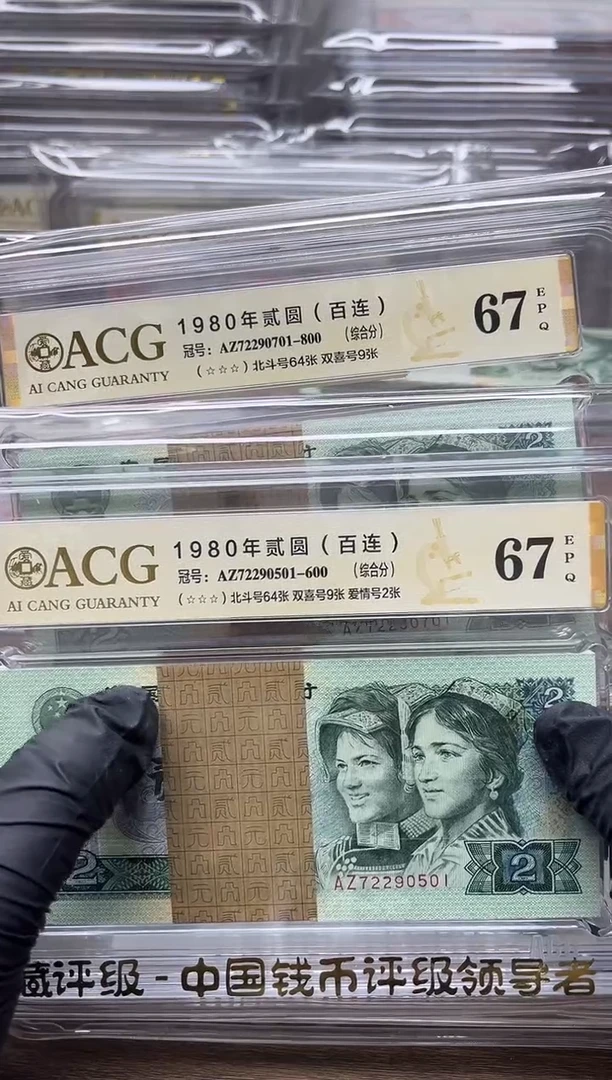 ACG
AI CANG GUARANTY
1980年贰圆（百连）
冠号：AZ72290701-800 （综合分）
（☆☆☆）北斗号64张 双喜号9张
67
EPQ
2
ACG
AI CANG GUARANTY
1980年贰圆（百连）
冠号：AZ72290501-600 （综合分）
（☆☆☆）北斗号64张 双喜号9张 爱情号2张
67
EPQ
2
AZ72290501
2
2
藏评级-中国钱币评级领导者